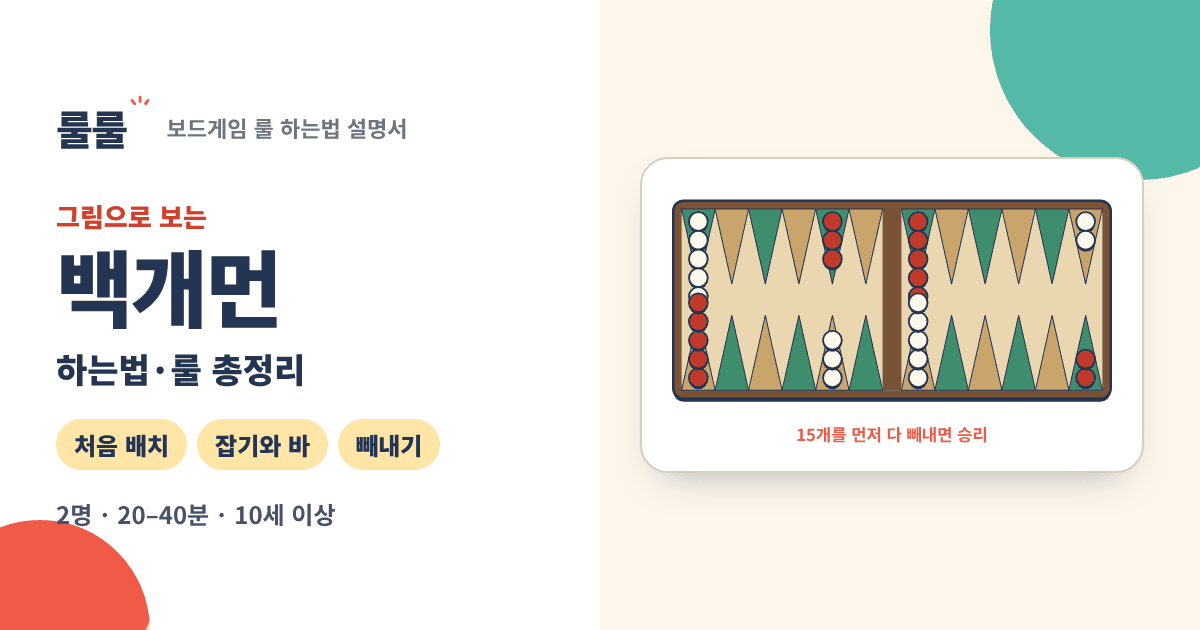 룰룰
보드게임 룰 하는법 설명서
그림으로 보는
백개먼
하는법·룰 총정리
처음 배치
잡기와 바
빼내기
2명 · 20–40분 · 10세 이상
15개를 먼저 다 빼내면 승리